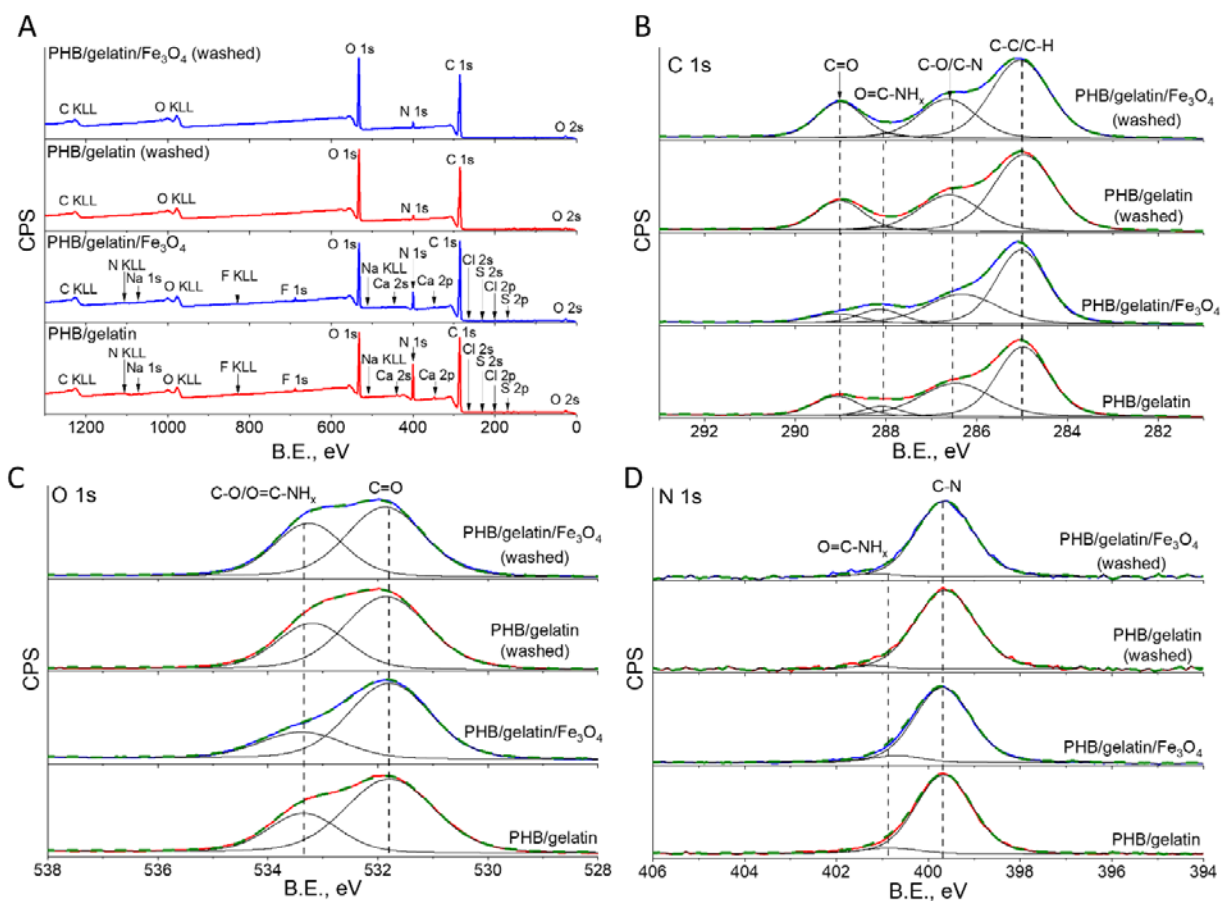 A
PHB/gelatin/Fe₃O₄ (washed)
O 1s
C 1s
C KLL
O KLL
N 1s
O 2s
PHB/gelatin (washed)
O 1s
C 1s
C KLL
O KLL
N 1s
O 2s
PHB/gelatin/Fe₃O₄
O 1s
C 1s
N 1s
Cl 2s
N KLL
Na 1s
F KLL
Na KLL
S 2s
C KLL
O KLL
F 1s
Ca 2s
Ca 2p
Cl 2p
S 2p
O 2s
PHB/gelatin
O 1s
C 1s
N 1s
Cl 2s
N KLL
Na 1s
F KLL
Na KLL
S 2s
C KLL
O KLL
F 1s
Ca 2s
Ca 2p
Cl 2p
S 2p
O 2s
CPS
1200 1000 800 600 400 200 0
B.E., eV
B
C 1s
C=O
O=C-NHₓ
C-O/C-N
C-C/C-H
PHB/gelatin/Fe₃O₄
(washed)
PHB/gelatin
(washed)
PHB/gelatin/Fe₃O₄
PHB/gelatin
CPS
292 290 288 286 284 282
B.E., eV
C
O 1s
C-O/O=C-NHₓ
C=O
PHB/gelatin/Fe₃O₄
(washed)
PHB/gelatin
(washed)
PHB/gelatin/Fe₃O₄
PHB/gelatin
CPS
538 536 534 532 530 528
B.E., eV
D
N 1s
C-N
O=C-NHₓ
PHB/gelatin/Fe₃O₄
(washed)
PHB/gelatin
(washed)
PHB/gelatin/Fe₃O₄
PHB/gelatin
CPS
406 404 402 400 398 396 394
B.E., eV